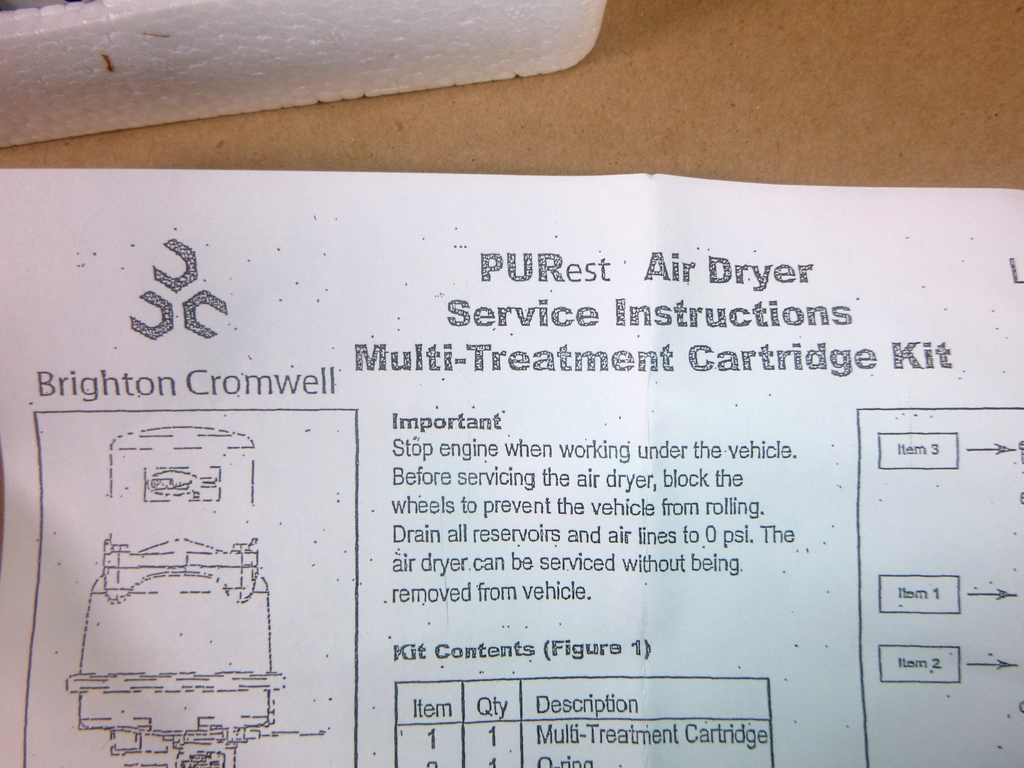 PURest Air Dryer
Service Instructions
Multi-Treatment Cartridge Kit
Brighton Cromwell
Important
Stop engine when working under the vehicle.
Before servicing the air dryer, block the
wheels to prevent the vehicle from rolling.
Drain all reservoirs and air lines to 0 psi. The
air dryer can be serviced without being
removed from vehicle.
Kit Contents (Figure 1)
Item Qty Description
1 1 Multi-Treatment Cartridge
2 1 O-ring
Item 3
Item 1
Item 2